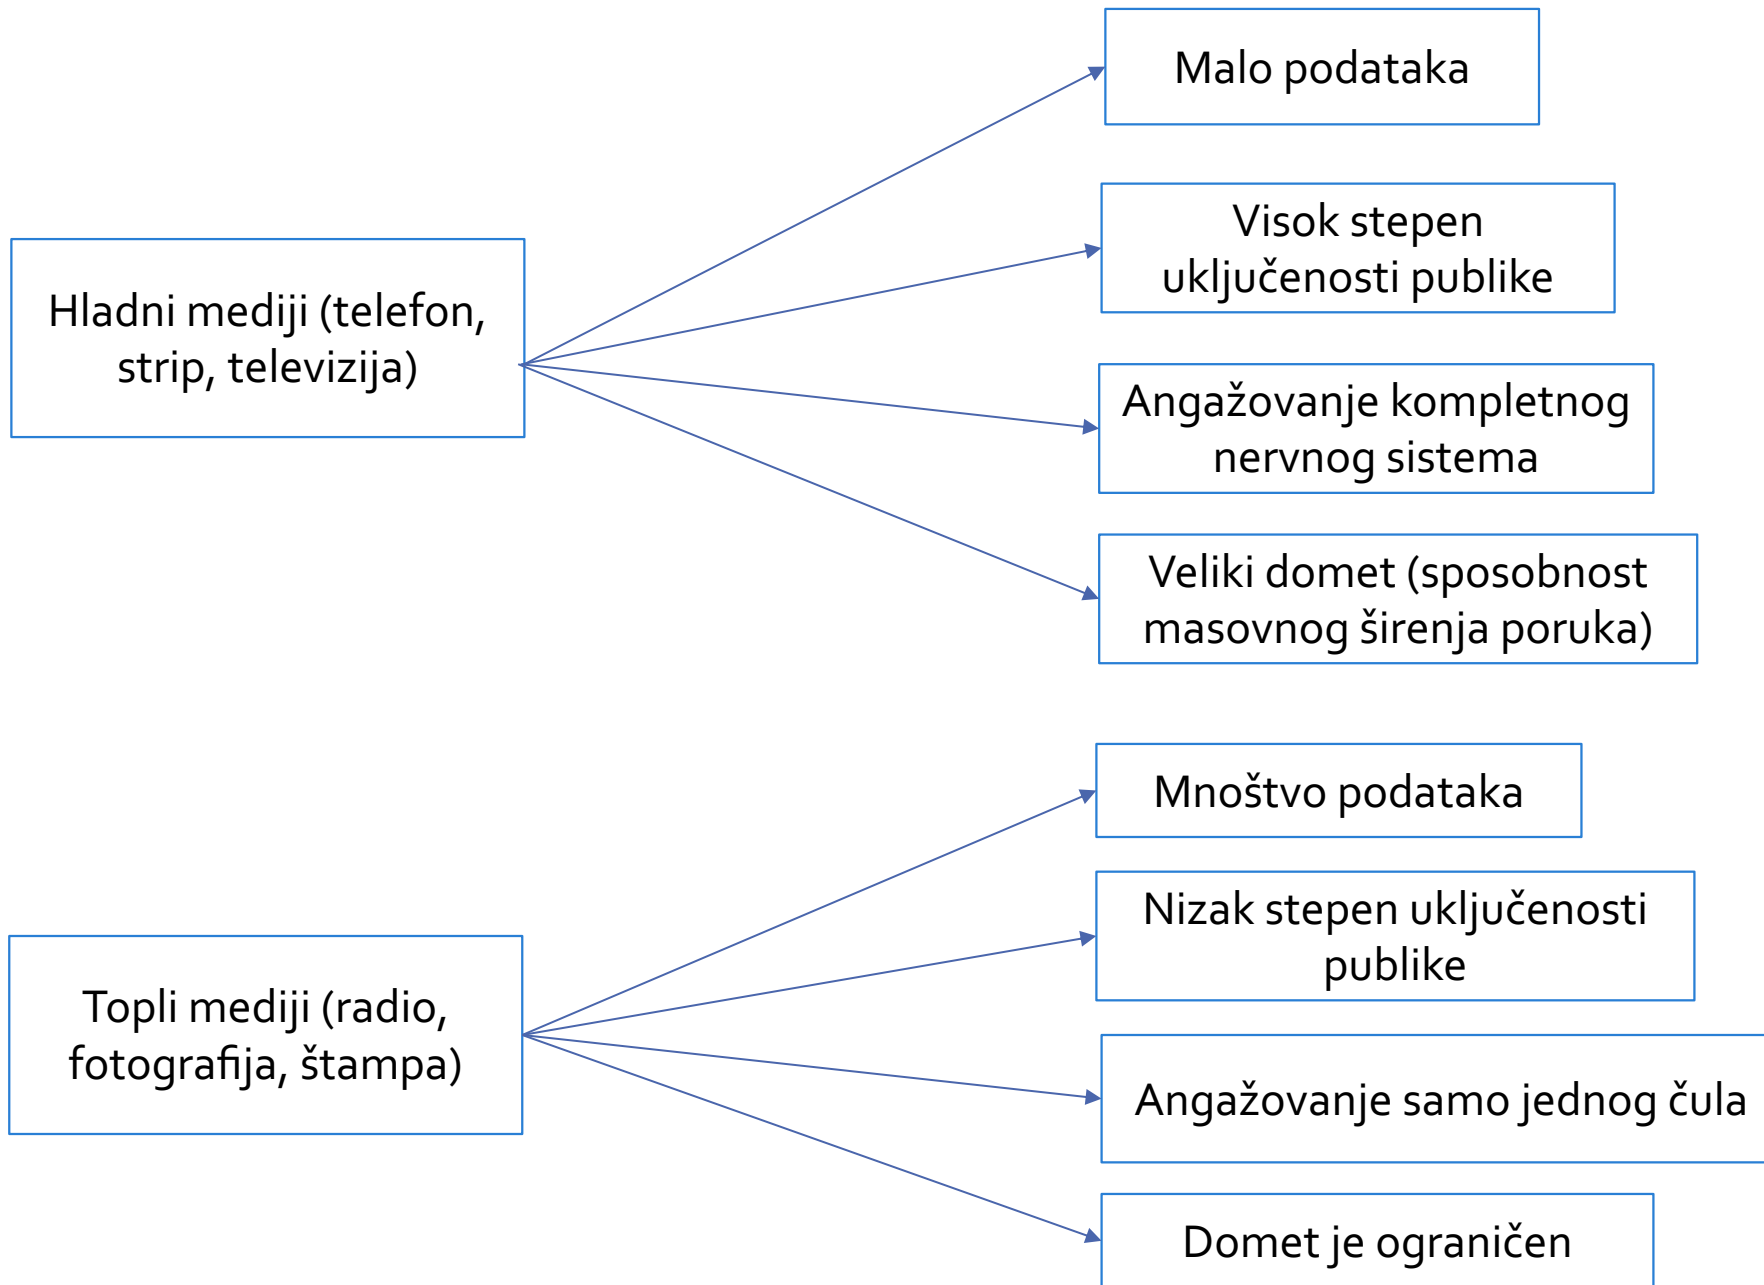 Malo podataka
Visok stepen
uključenosti publike
Hladni mediji (telefon,
strip, televizija)
Angažovanje kompletnog
nervnog sistema
Veliki domet (sposobnost
masovnog širenja poruka)
Mnoštvo podataka
Nizak stepen uključenosti
publike
Topli mediji (radio,
fotografija, štampa)
Angažovanje samo jednog čula
Domet je ograničen